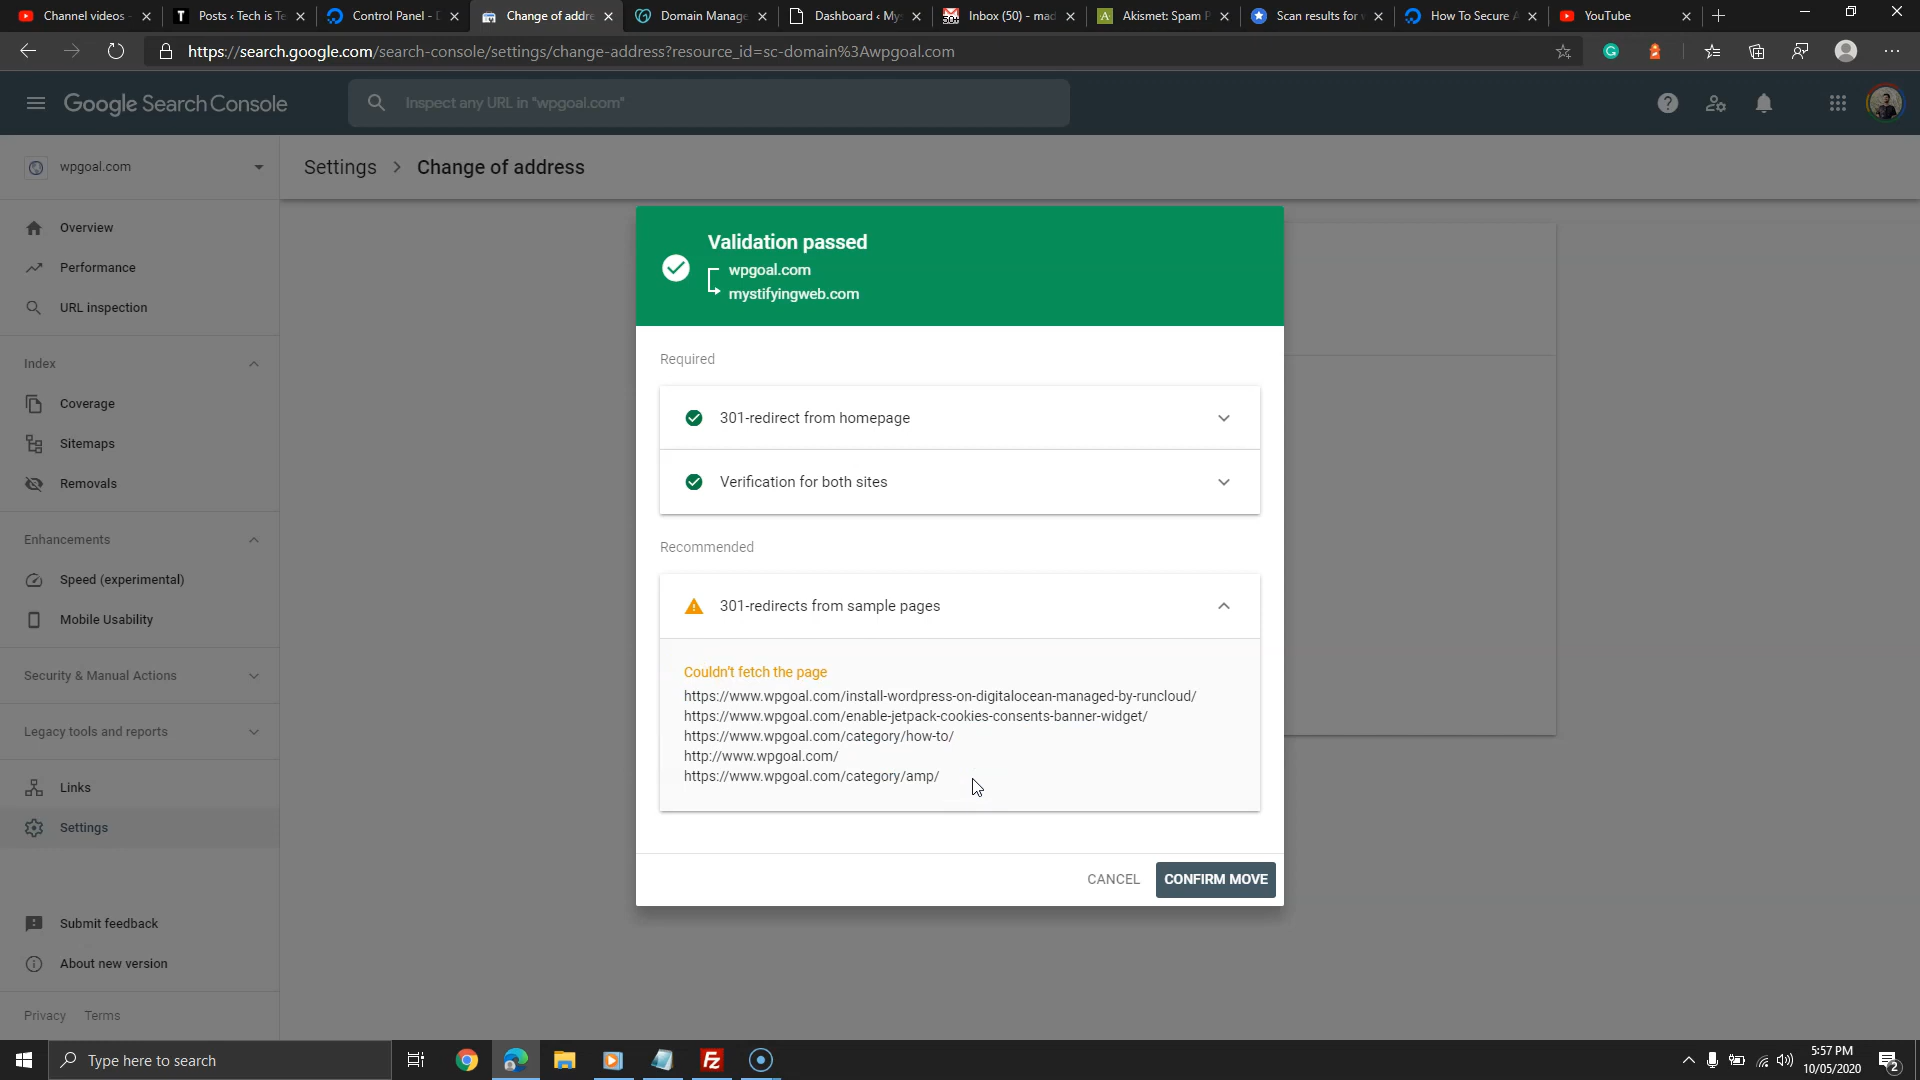 Channel videos -
Posts ‹ Tech is Te
Control Panel - D
Change of addre
Domain Manage
Dashboard ‹ My
Inbox (50) - mad
Akismet: Spam P
Scan results for w
How To Secure A
YouTube
https://search.google.com/search-console/settings/change-address?resource_id=sc-domain%3Awpgoal.com
Google Search Console
Inspect any URL in "wpgoal.com"
wpgoal.com
Settings > Change of address
Overview
Performance
URL inspection
Index
Coverage
Sitemaps
Removals
Enhancements
Speed (experimental)
Mobile Usability
Security & Manual Actions
Legacy tools and reports
Links
Settings
Submit feedback
About new version
Privacy Terms
Validation passed
wpgoal.com
mystifyingweb.com
Required
301-redirect from homepage
Verification for both sites
Recommended
301-redirects from sample pages
Couldn't fetch the page
https://www.wpgoal.com/install-wordpress-on-digitalocean-managed-by-runcloud/
https://www.wpgoal.com/enable-jetpack-cookies-consents-banner-widget/
https://www.wpgoal.com/category/how-to/
http://www.wpgoal.com/
https://www.wpgoal.com/category/amp/
CANCEL CONFIRM MOVE
Type here to search
5:57 PM
10/05/2020
2